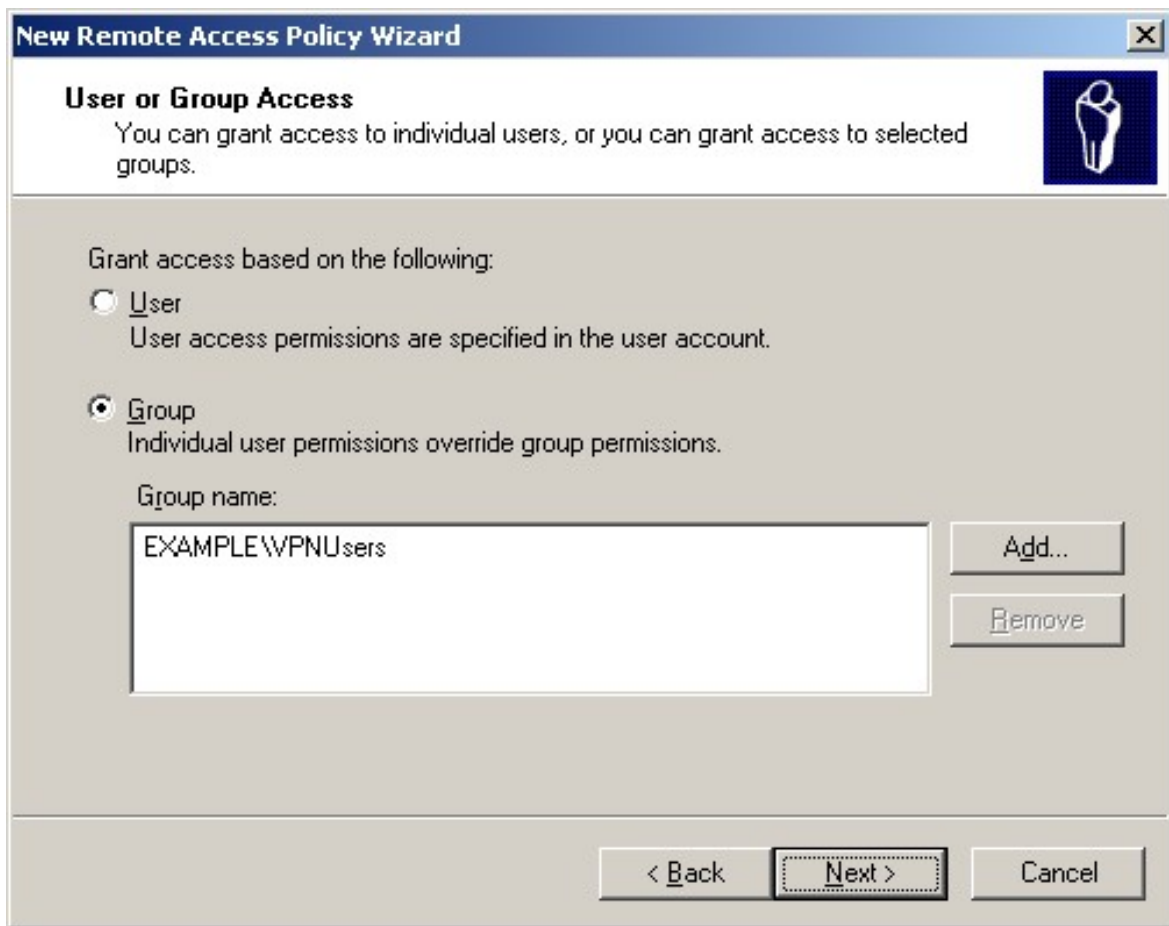 New Remote Access Policy Wizard
User or Group Access
You can grant access to individual users, or you can grant access to selected
groups.
Grant access based on the following:
User
User access permissions are specified in the user account.
Group
Individual user permissions override group permissions.
Group name:
EXAMPLE\VPNUsers
Add...
Remove
< Back
Next >
Cancel